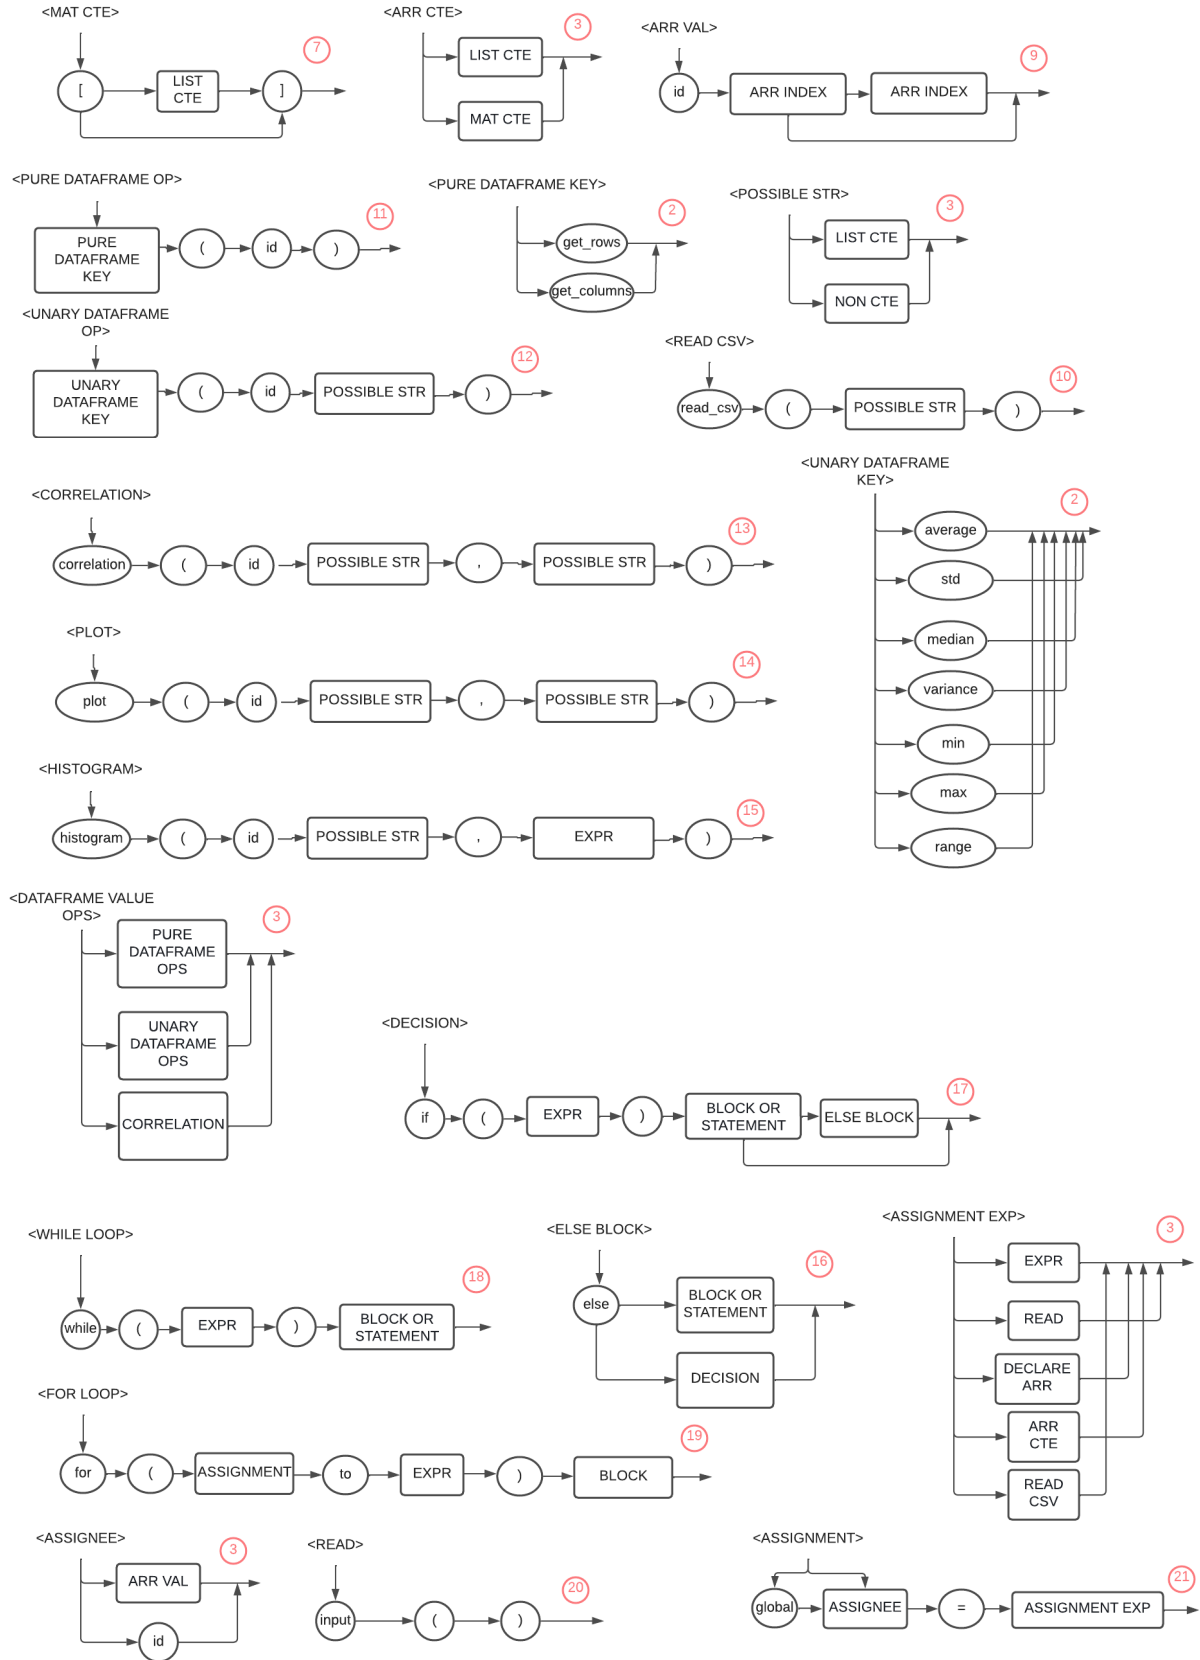 <MAT CTE>
7
[
LIST
CTE
]
<ARR CTE>
3
LIST CTE
MAT CTE
<ARR VAL>
9
id
ARR INDEX
ARR INDEX
<PURE DATAFRAME OP>
11
PURE
DATAFRAME
KEY
(
id
)
<PURE DATAFRAME KEY>
2
get_rows
get_columns
<POSSIBLE STR>
3
LIST CTE
NON CTE
<UNARY DATAFRAME
OP>
12
UNARY
DATAFRAME
KEY
(
id
POSSIBLE STR
)
<READ CSV>
10
read_csv
(
POSSIBLE STR
)
<CORRELATION>
13
correlation
(
id
POSSIBLE STR
,
POSSIBLE STR
)
<UNARY DATAFRAME
KEY>
2
average
std
median
variance
min
max
range
<PLOT>
14
plot
(
id
POSSIBLE STR
,
POSSIBLE STR
)
<HISTOGRAM>
15
histogram
(
id
POSSIBLE STR
,
EXPR
)
<DATAFRAME VALUE
OPS>
3
PURE
DATAFRAME
OPS
UNARY
DATAFRAME
OPS
CORRELATION
<DECISION>
17
if
(
EXPR
)
BLOCK OR
STATEMENT
ELSE BLOCK
<WHILE LOOP>
18
while
(
EXPR
)
BLOCK OR
STATEMENT
<ELSE BLOCK>
16
else
BLOCK OR
STATEMENT
DECISION
<ASSIGNMENT EXP>
3
EXPR
READ
DECLARE
ARR
ARR
CTE
READ
CSV
<FOR LOOP>
19
for
(
ASSIGNMENT
to
EXPR
)
BLOCK
<ASSIGNEE>
3
ARR VAL
id
<READ>
20
input
(
)
<ASSIGNMENT>
21
global
ASSIGNEE
=
ASSIGNMENT EXP